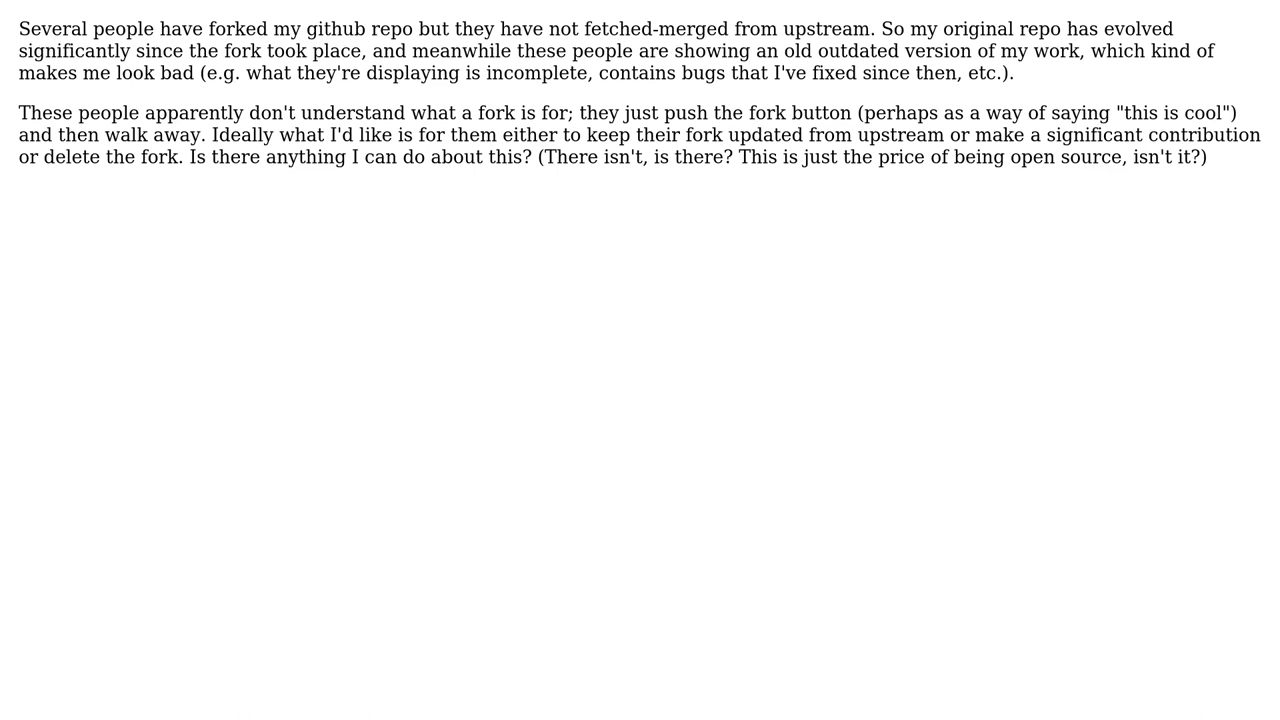 Several people have forked my github repo but they have not fetched-merged from upstream. So my original repo has evolved
significantly since the fork took place, and meanwhile these people are showing an old outdated version of my work, which kind of
makes me look bad (e.g. what they're displaying is incomplete, contains bugs that I've fixed since then, etc.).
These people apparently don't understand what a fork is for; they just push the fork button (perhaps as a way of saying "this is cool")
and then walk away. Ideally what I'd like is for them either to keep their fork updated from upstream or make a significant contribution
or delete the fork. Is there anything I can do about this? (There isn't, is there? This is just the price of being open source, isn't it?)